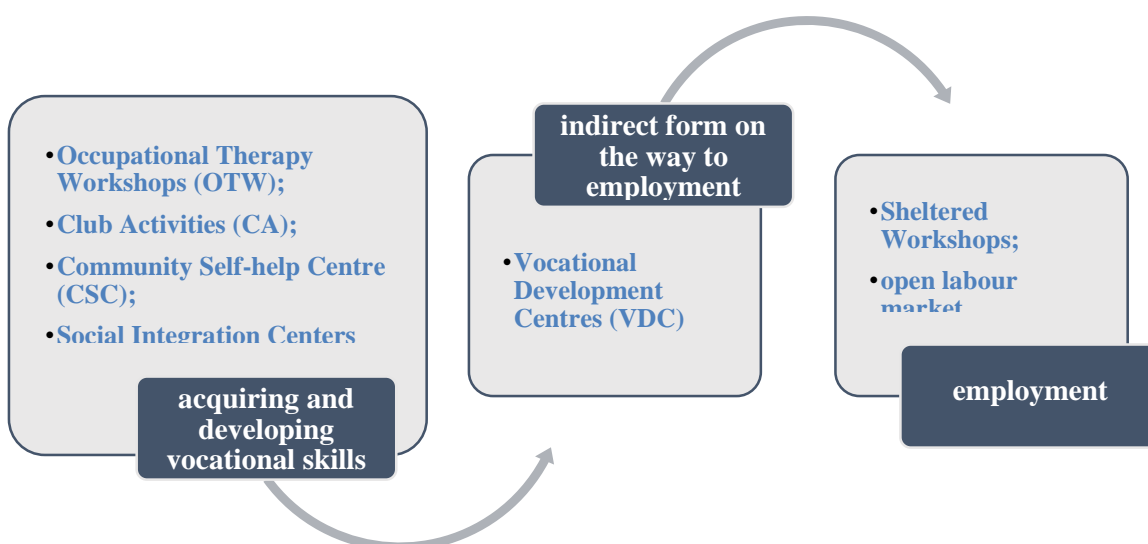 •Occupational Therapy
Workshops (OTW);
•Club Activities (CA);
•Community Self-help Centre
(CSC);
•Social Integration Centers
acquiring and
developing
vocational skills
indirect form on
the way to
employment
•Vocational
Development
Centres (VDC)
•Sheltered
Workshops;
•open labour
market
employment